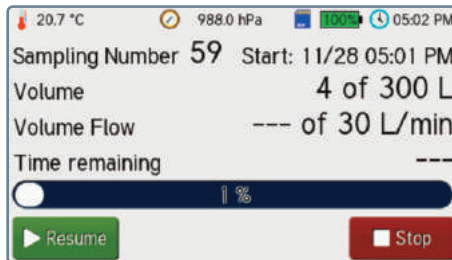 20.7 °C 988.0 hPa 100% 05:02 PM
Sampling Number 59 Start: 11/28 05:01 PM
Volume 4 of 300 L
Volume Flow --- of 30 L/min
Time remaining ---
1 %
Resume Stop